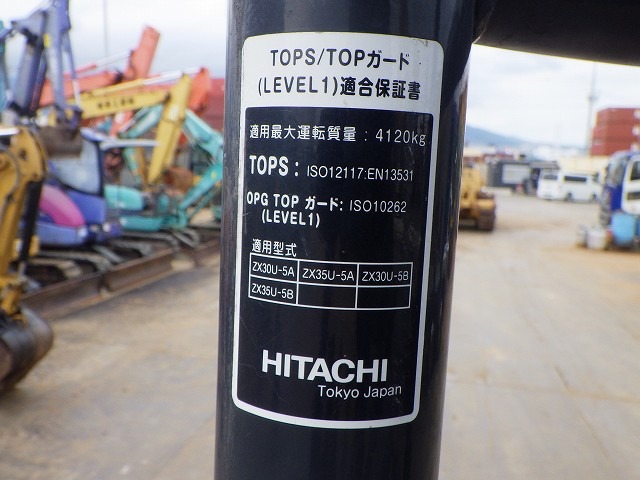 TOPS/TOPガード
(LEVEL1)適合保証書
適用最大運転質量：4120kg
TOPS：ISO12117:EN13531
OPG TOP ガード：ISO10262
(LEVEL1)
適用型式
ZX30U-5A ZX35U-5A ZX30U-5B
ZX35U-5B
HITACHI
Tokyo Japan